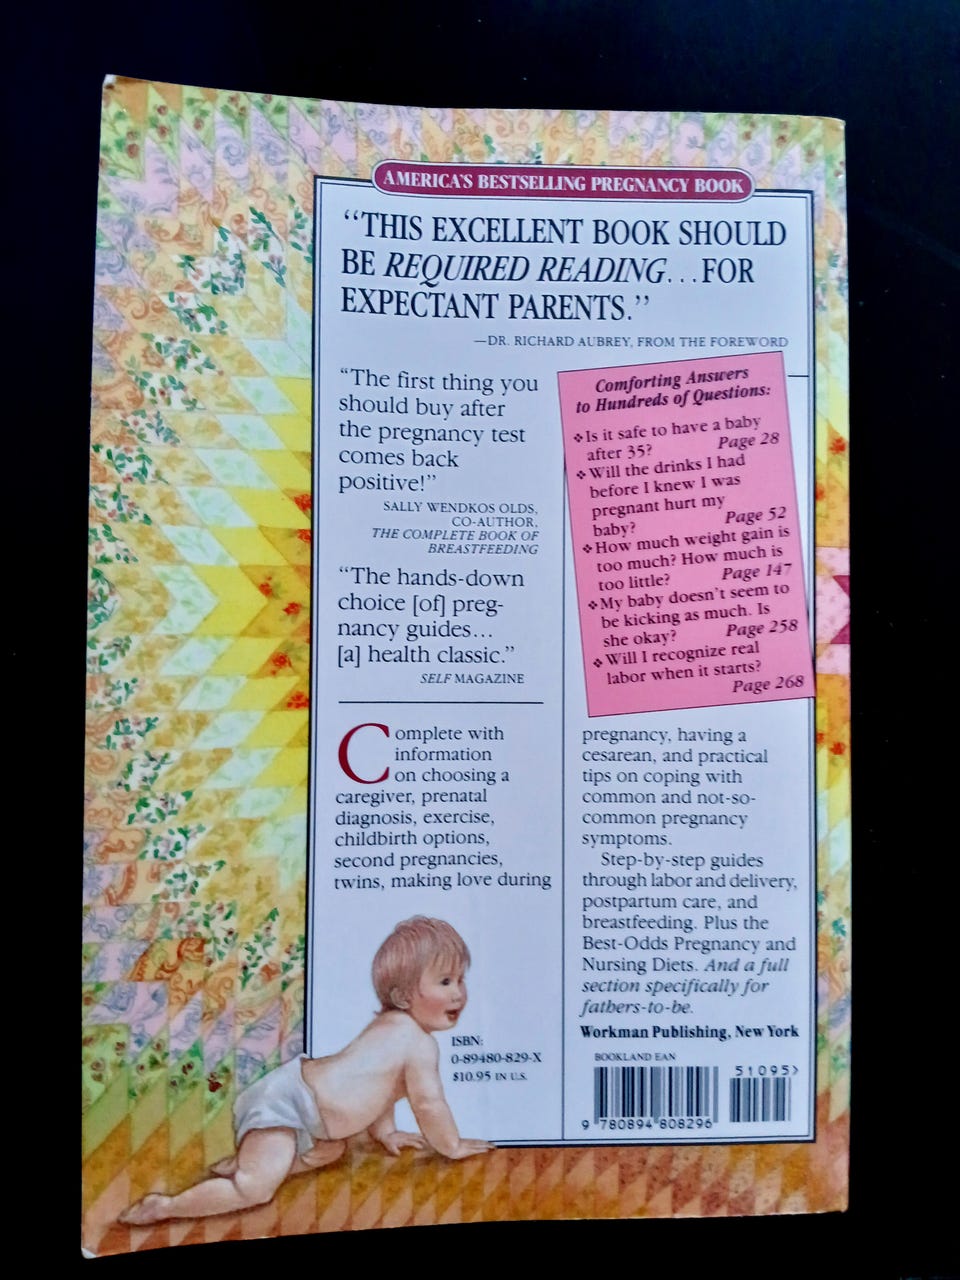 AMERICA'S BESTSELLING PREGNANCY BOOK
“THIS EXCELLENT BOOK SHOULD
BE REQUIRED READING...FOR
EXPECTANT PARENTS.”
—DR. RICHARD AUBREY, FROM THE FOREWORD
“The first thing you
should buy after
the pregnancy test
comes back
positive!”
SALLY WENDKOS OLDS,
CO-AUTHOR,
THE COMPLETE BOOK OF
BREASTFEEDING
“The hands-down
choice [of] preg-
nancy guides...
[a] health classic.”
SELF MAGAZINE
Comforting Answers
to Hundreds of Questions:
❖ Is it safe to have a baby
after 35? Page 28
❖ Will the drinks I had
before I knew I was
pregnant hurt my
baby? Page 52
❖ How much weight gain is
too much? How much is
too little? Page 147
❖ My baby doesn't seem to
be kicking as much. Is
she okay? Page 258
❖ Will I recognize real
labor when it starts?
Page 268
Complete with
information
on choosing a
caregiver, prenatal
diagnosis, exercise,
childbirth options,
second pregnancies,
twins, making love during
pregnancy, having a
cesarean, and practical
tips on coping with
common and not-so-
common pregnancy
symptoms.
Step-by-step guides
through labor and delivery,
postpartum care, and
breastfeeding. Plus the
Best-Odds Pregnancy and
Nursing Diets. And a full
section specifically for
fathers-to-be.
Workman Publishing, New York
ISBN:
0-89480-829-X
$10.95 IN U.S.
BOOKLAND EAN
51095>
9 780894 808296